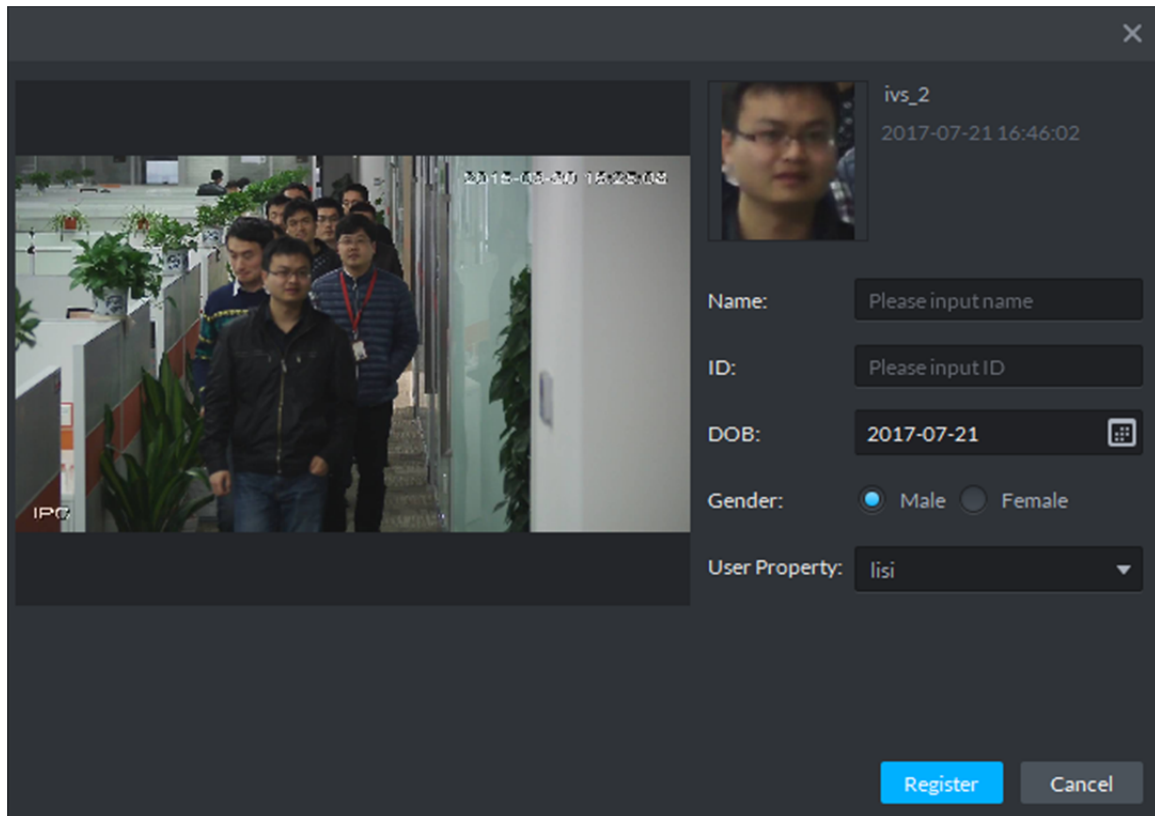 ivs_2
2017-07-21 16:46:02
IPC
Name: Please input name
ID: Please input ID
DOB: 2017-07-21
Gender: Male Female
User Property: lisi
Register Cancel